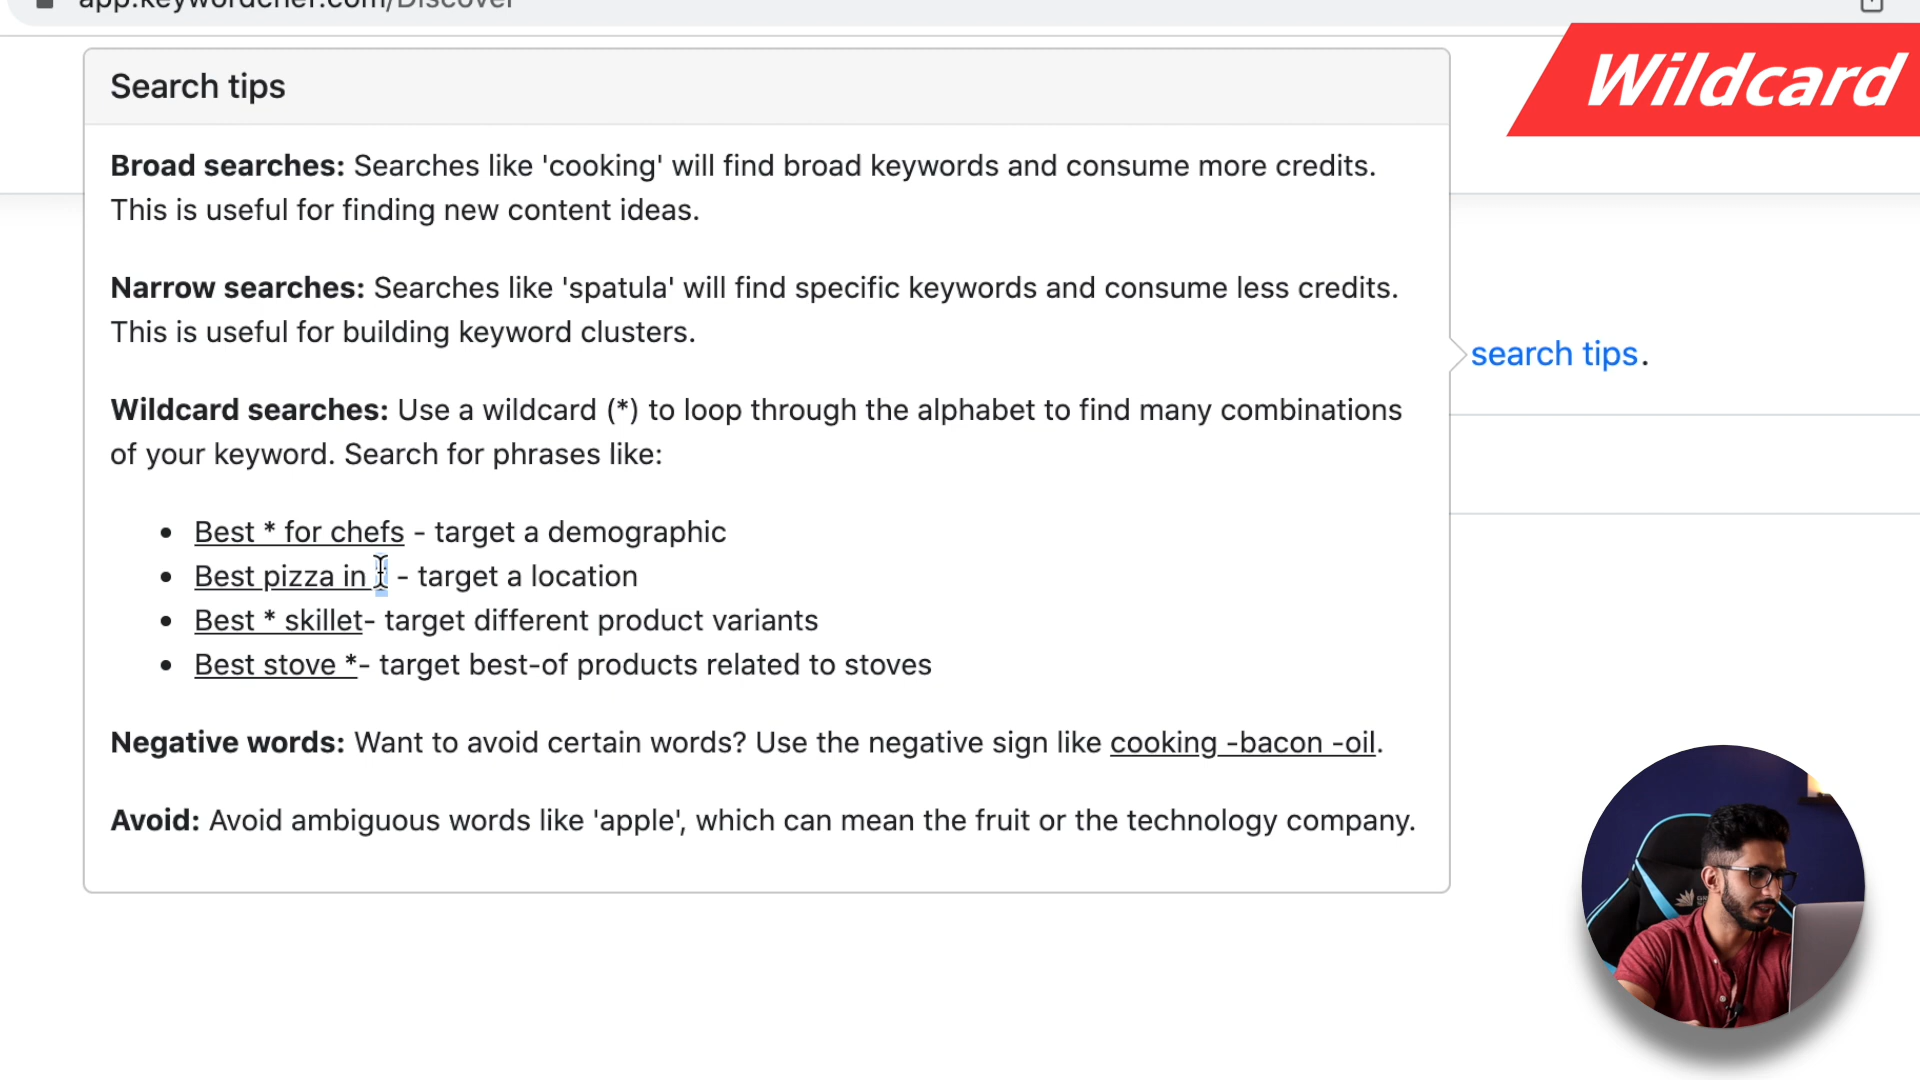 app.keywordchef.com/Discover
Wildcard
Search tips
Broad searches: Searches like 'cooking' will find broad keywords and consume more credits.
This is useful for finding new content ideas.
Narrow searches: Searches like 'spatula' will find specific keywords and consume less credits.
This is useful for building keyword clusters.
search tips.
Wildcard searches: Use a wildcard (*) to loop through the alphabet to find many combinations
of your keyword. Search for phrases like:
• Best * for chefs - target a demographic
• Best pizza in - target a location
• Best * skillet- target different product variants
• Best stove *- target best-of products related to stoves
Negative words: Want to avoid certain words? Use the negative sign like cooking -bacon -oil.
Avoid: Avoid ambiguous words like 'apple', which can mean the fruit or the technology company.